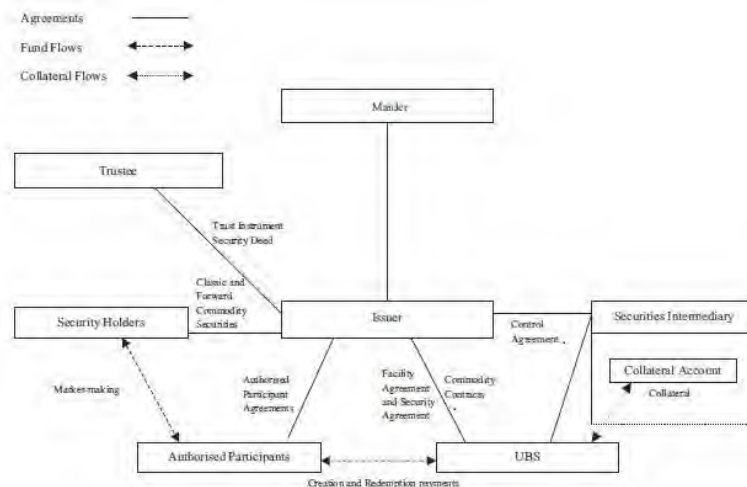 Agreements
Fund Flows
Collateral Flows
Trustee
Trust Instrument
Security Deed
Classic and
Forward
Commodity
Securities
Security Holders
Issuer
Control
Agreement
Securities Intermediary
Collateral Account
Collateral
Market-making
Authorised
Participant
Agreements
Facility
Agreement
and Security
Agreement
Commodity
Contracts
Authorised Participants
UBS
Creation and Redemption payments